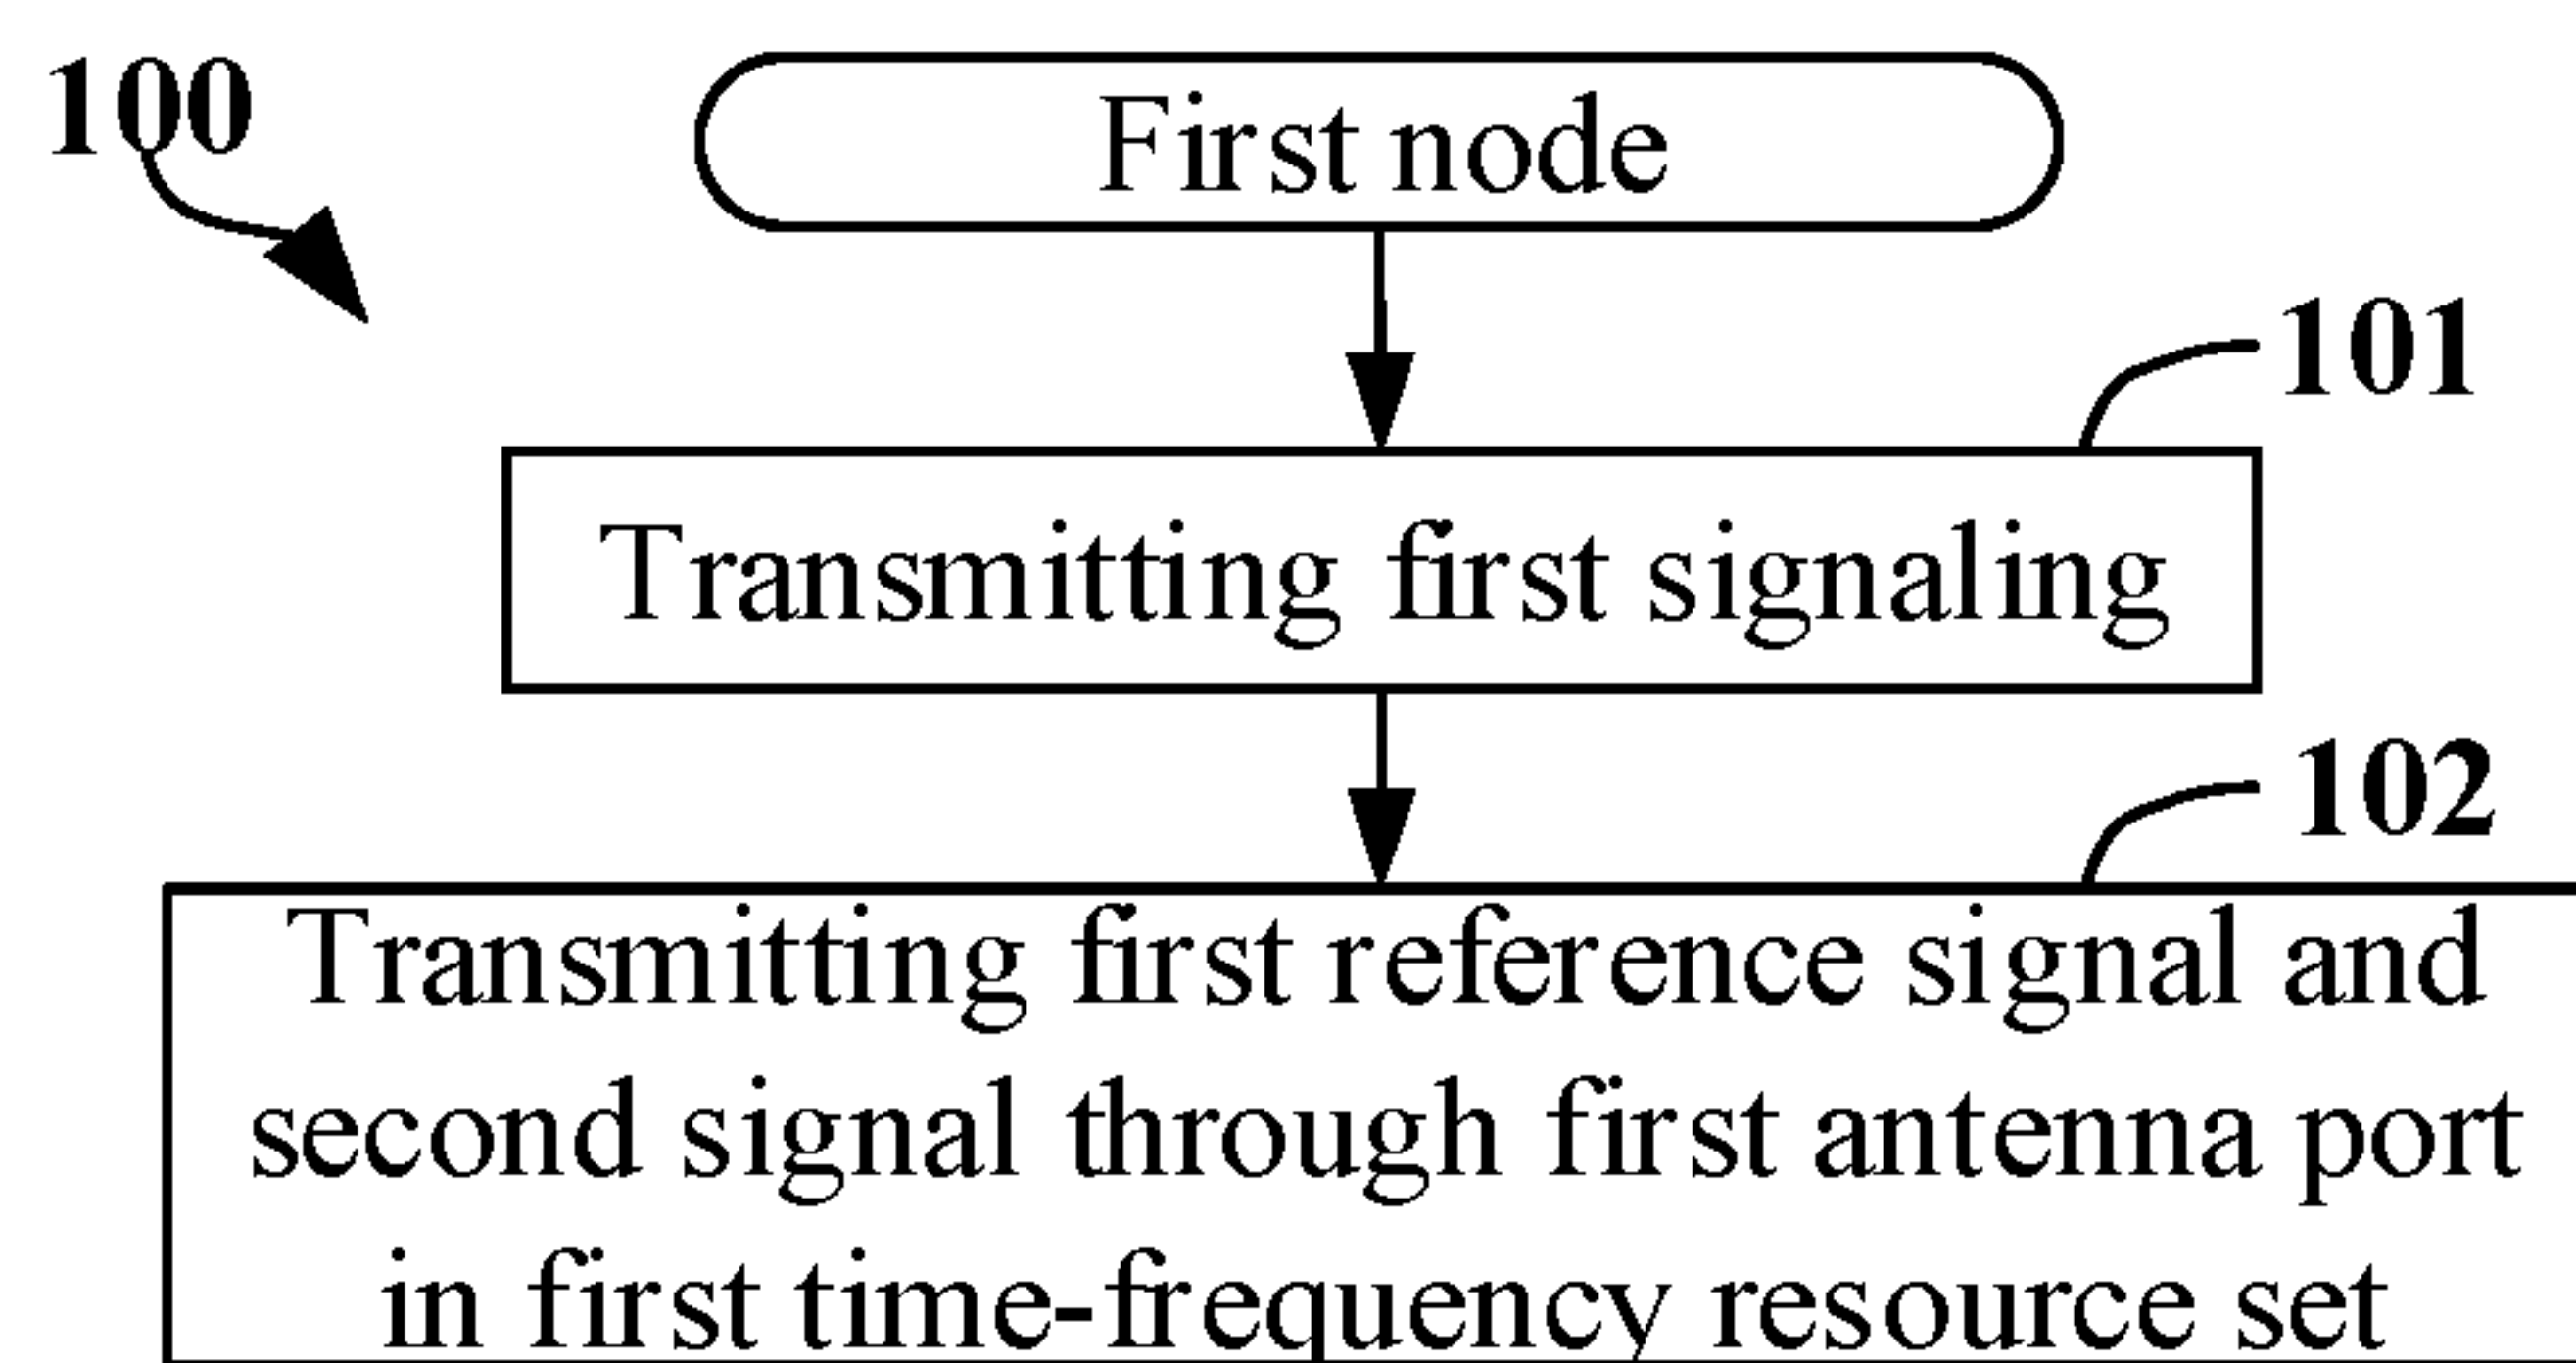 100
First node
101
Transmitting first signaling
102
Transmitting first reference signal and
second signal through first antenna port
in first time-frequency resource set